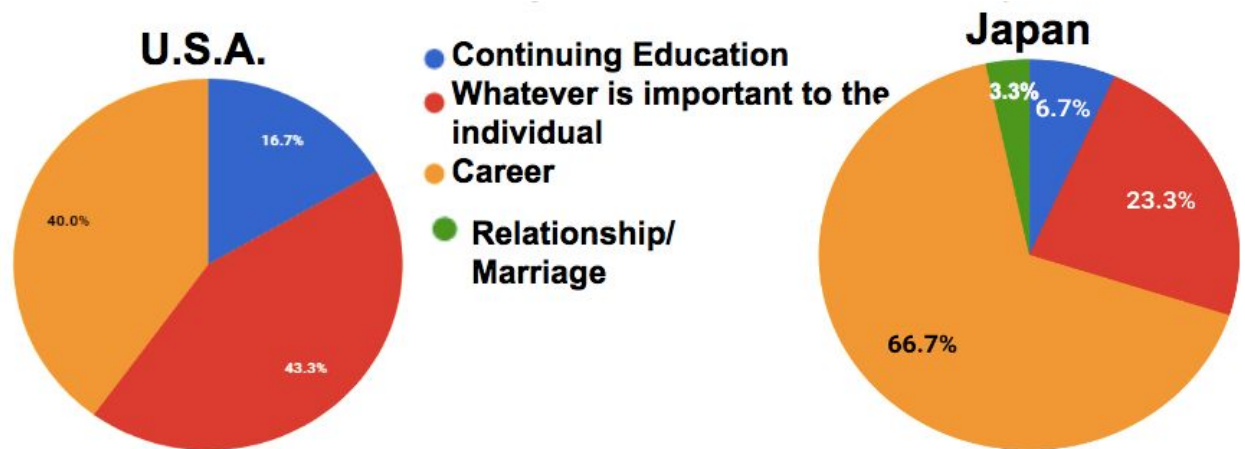 U.S.A.
16.7%
40.0%
43.3%
Continuing Education
Whatever is important to the
individual
Career
Relationship/
Marriage
Japan
3.3%
6.7%
23.3%
66.7%